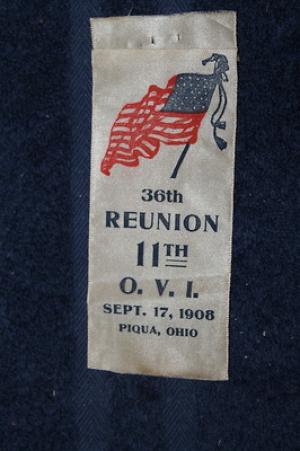 36th
REUNION
11TH
O. V. I.
SEPT. 17, 1908
PIQUA, OHIO